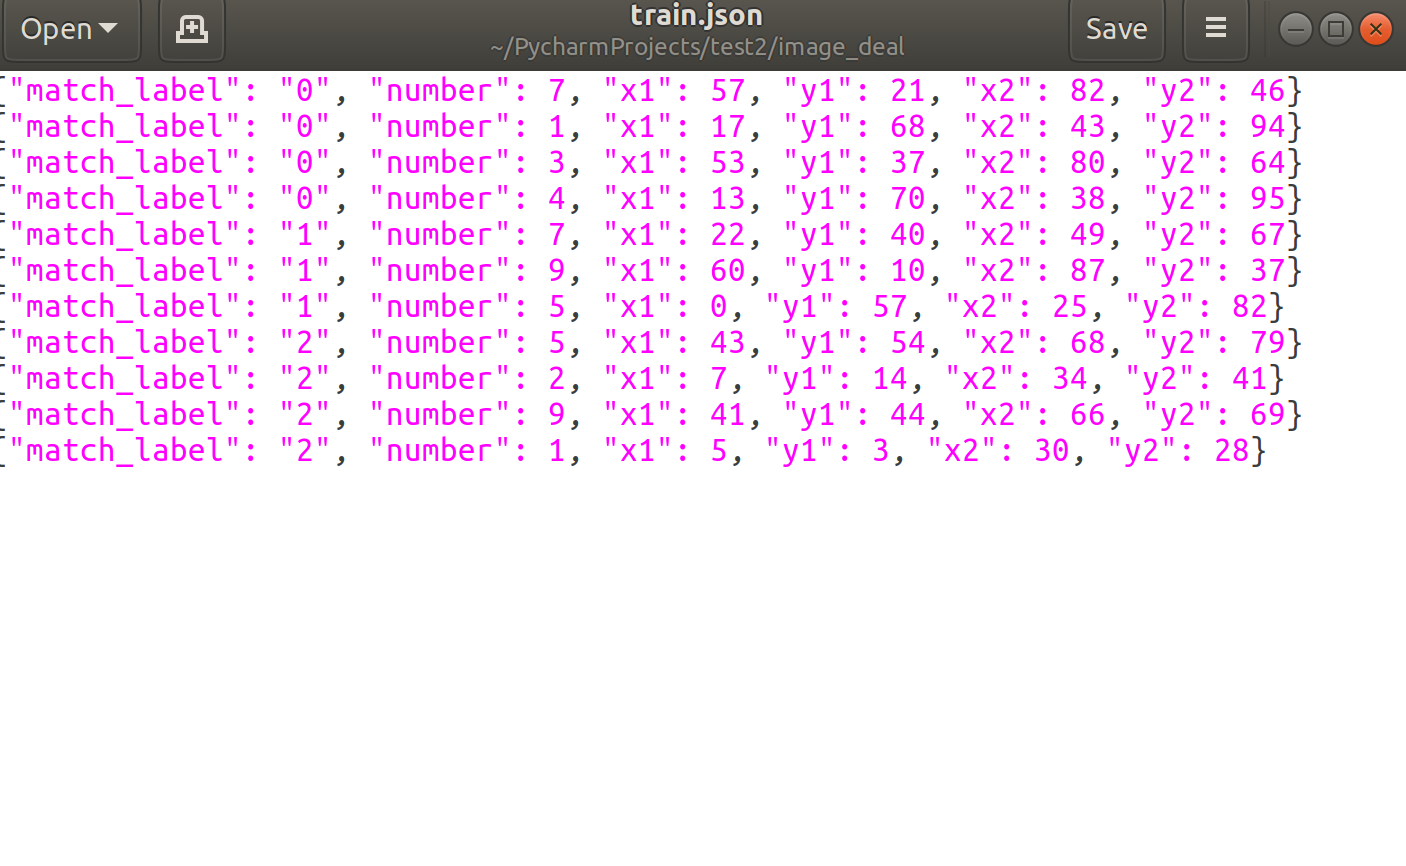 train.json
Open
~/PycharmProjects/test2/image_deal
Save
{"match_label": "0", "number": 7, "x1": 57, "y1": 21, "x2": 82, "y2": 46}
{"match_label": "0", "number": 1, "x1": 17, "y1": 68, "x2": 43, "y2": 94}
{"match_label": "0", "number": 3, "x1": 53, "y1": 37, "x2": 80, "y2": 64}
{"match_label": "0", "number": 4, "x1": 13, "y1": 70, "x2": 38, "y2": 95}
{"match_label": "1", "number": 7, "x1": 22, "y1": 40, "x2": 49, "y2": 67}
{"match_label": "1", "number": 9, "x1": 60, "y1": 10, "x2": 87, "y2": 37}
{"match_label": "1", "number": 5, "x1": 0, "y1": 57, "x2": 25, "y2": 82}
{"match_label": "2", "number": 5, "x1": 43, "y1": 54, "x2": 68, "y2": 79}
{"match_label": "2", "number": 2, "x1": 7, "y1": 14, "x2": 34, "y2": 41}
{"match_label": "2", "number": 9, "x1": 41, "y1": 44, "x2": 66, "y2": 69}
{"match_label": "2", "number": 1, "x1": 5, "y1": 3, "x2": 30, "y2": 28}